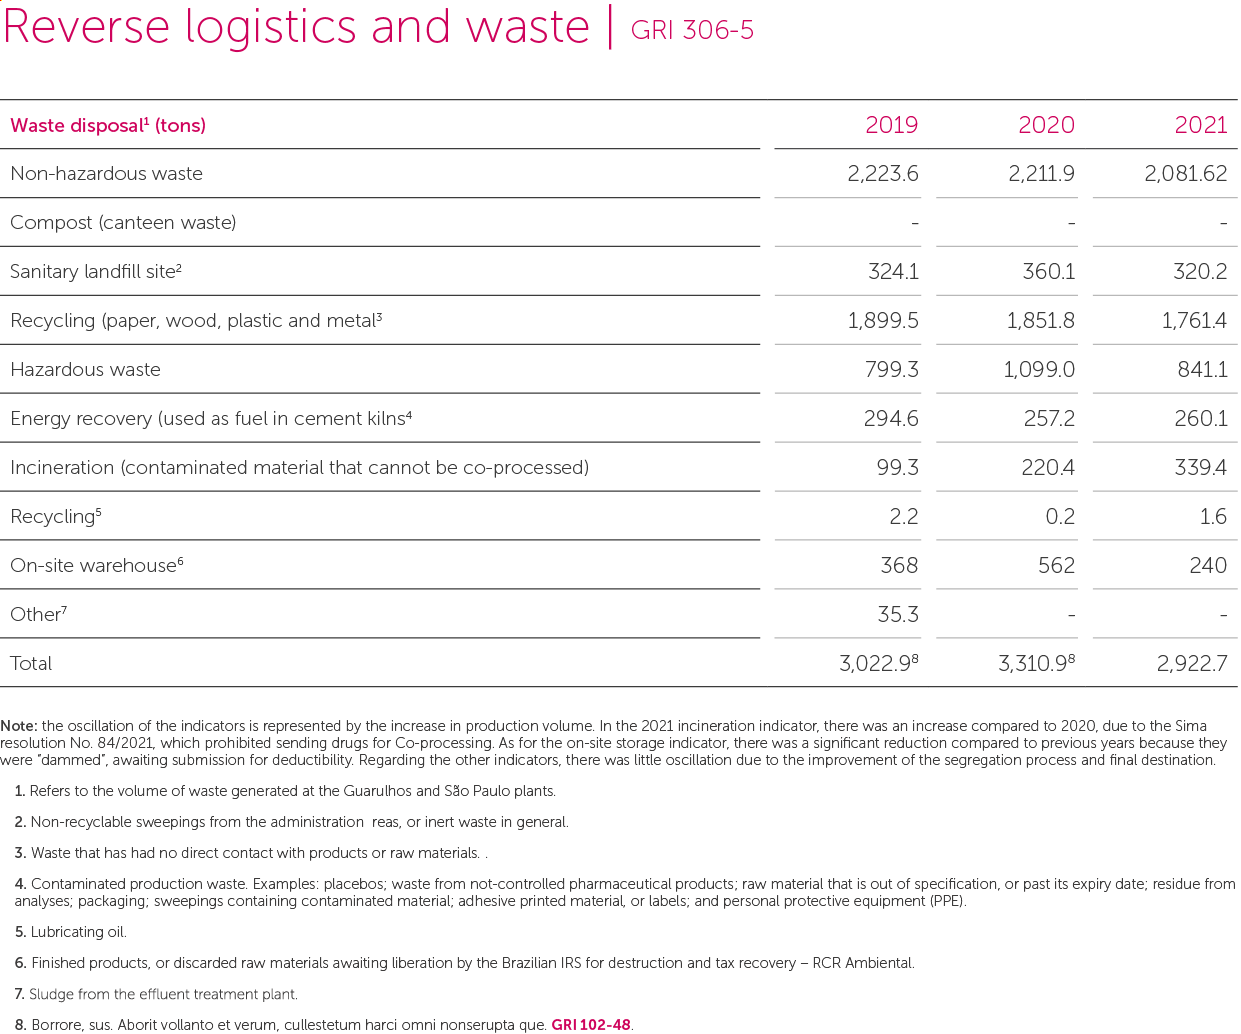 Reverse logistics and waste | GRI 306-5
Waste disposal¹ (tons) 2019 2020 2021
Non-hazardous waste 2,223.6 2,211.9 2,081.62
Compost (canteen waste) - - -
Sanitary landfill site² 324.1 360.1 320.2
Recycling (paper, wood, plastic and metal³ 1,899.5 1,851.8 1,761.4
Hazardous waste 799.3 1,099.0 841.1
Energy recovery (used as fuel in cement kilns⁴ 294.6 257.2 260.1
Incineration (contaminated material that cannot be co-processed) 99.3 220.4 339.4
Recycling⁵ 2.2 0.2 1.6
On-site warehouse⁶ 368 562 240
Other⁷ 35.3 - -
Total 3,022.9⁸ 3,310.9⁸ 2,922.7
Note: the oscillation of the indicators is represented by the increase in production volume. In the 2021 incineration indicator, there was an increase compared to 2020, due to the Sima
resolution No. 84/2021, which prohibited sending drugs for Co-processing. As for the on-site storage indicator, there was a significant reduction compared to previous years because they
were “dammed”, awaiting submission for deductibility. Regarding the other indicators, there was little oscillation due to the improvement of the segregation process and final destination.
1. Refers to the volume of waste generated at the Guarulhos and São Paulo plants.
2. Non-recyclable sweepings from the administration reas, or inert waste in general.
3. Waste that has had no direct contact with products or raw materials. .
4. Contaminated production waste. Examples: placebos; waste from not-controlled pharmaceutical products; raw material that is out of specification, or past its expiry date; residue from
analyses; packaging; sweepings containing contaminated material; adhesive printed material, or labels; and personal protective equipment (PPE).
5. Lubricating oil.
6. Finished products, or discarded raw materials awaiting liberation by the Brazilian IRS for destruction and tax recovery – RCR Ambiental.
7. Sludge from the effluent treatment plant.
8. Borrore, sus. Aborit vollanto et verum, cullestetum harci omni nonserupta que. GRI 102-48.